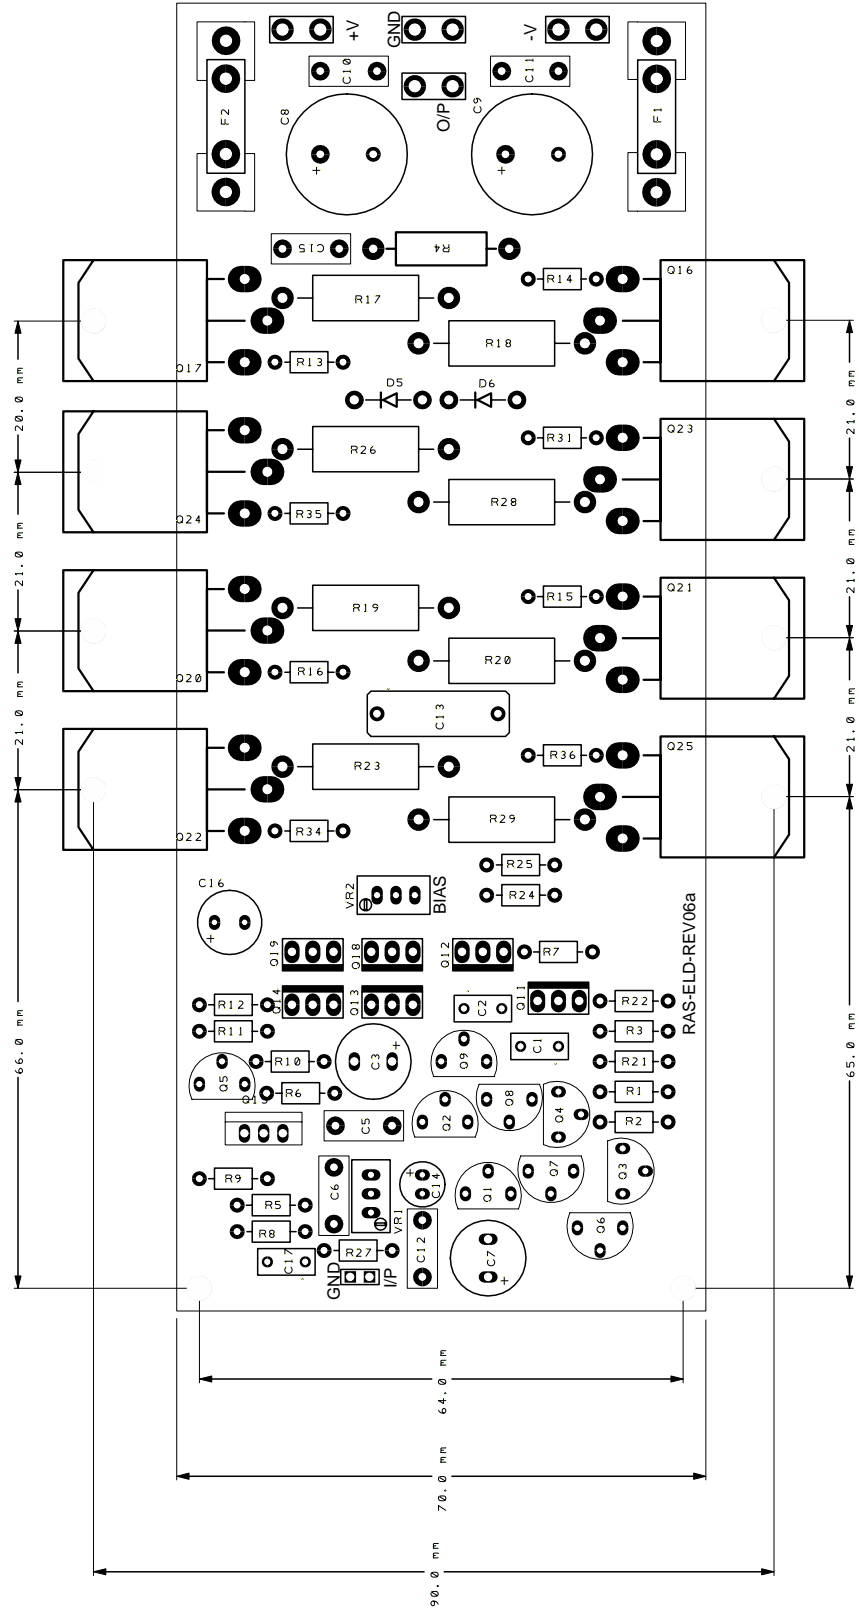 +V
GND
-V
C10
C11
F2
C8
O/P
C9
F1
+
+
C15
R4
Q16
R14
R17
R18
Q17
R13
20.0 mm
21.0 mm
D5
D6
Q23
R31
R26
R28
Q24
R35
21.0 mm
21.0 mm
Q21
R15
R19
R20
Q20
R16
C13
21.0 mm
21.0 mm
Q25
R36
R23
R29
Q22
R34
R25
C16
VR2
BIAS
R24
+
RAS-ELD-REV06a
Q19
Q18
Q12
R7
Q14
Q13
Q11
R12
C2
R22
R11
R3
C3
+
C1
R10
Q9
R21
66.0 mm
65.0 mm
Q5
R6
Q8
R1
Q15
Q2
Q4
R2
C5
R9
C6
+
C14
Q1
Q7
Q3
R5
VR1
R8
Q6
C17
R27
C12
C7
+
GND
I/P
64.0 mm
70.0 mm
90.0 mm